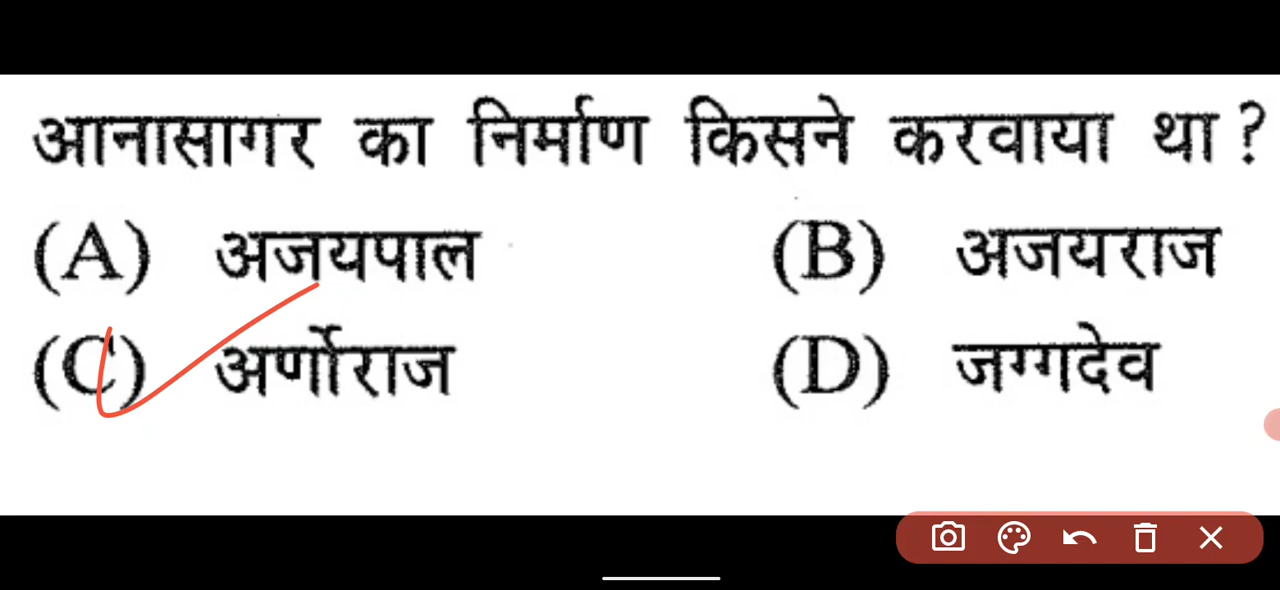 आनासागर का निर्माण किसने करवाया था?
(A) अजयपाल (B) अजयराज
(C) अर्णोराज (D) जग्गदेव